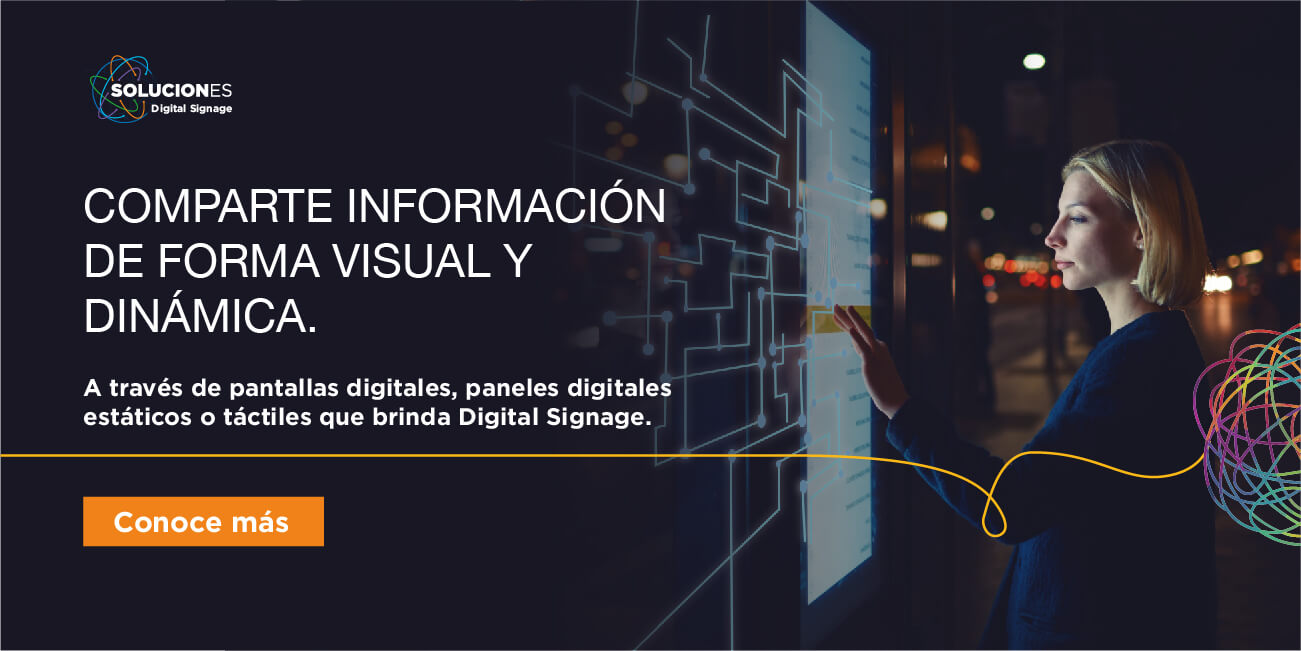 SOLUCIONES
Digital Signage
COMPARTE INFORMACIÓN
DE FORMA VISUAL Y
DINÁMICA.
A través de pantallas digitales, paneles digitales
estáticos o táctiles que brinda Digital Signage.
Conoce más